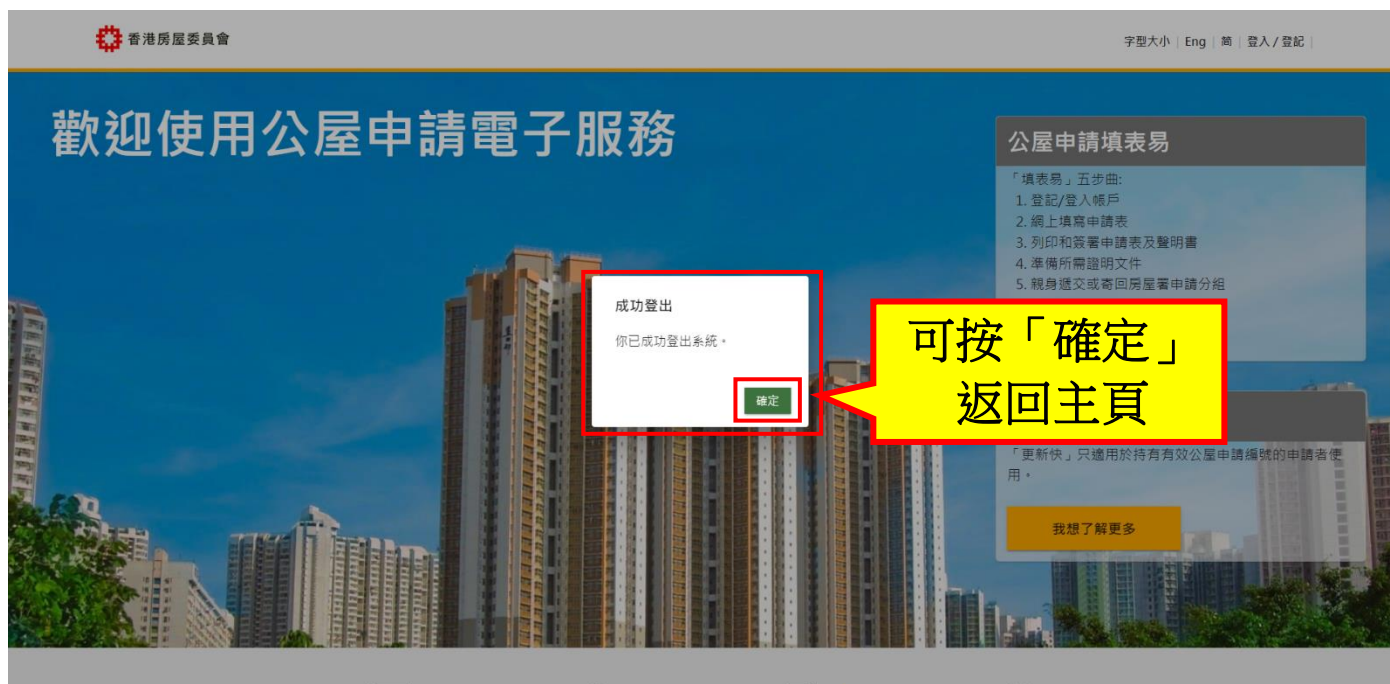 香港房屋委員會
字型大小 | Eng | 简 | 登入 / 登記 |
歡迎使用公屋申請電子服務
公屋申請填表易
「填表易」五步曲:
1. 登記/登入帳戶
2. 網上填寫申請表
3. 列印和簽署申請表及聲明書
4. 準備所需證明文件
5. 親身遞交或寄回房屋署申請分組
成功登出
你已成功登出系統。
確定
可按「確定」
返回主頁
「更新快」只適用於持有有效公屋申請編號的申請者使
用。
我想了解更多